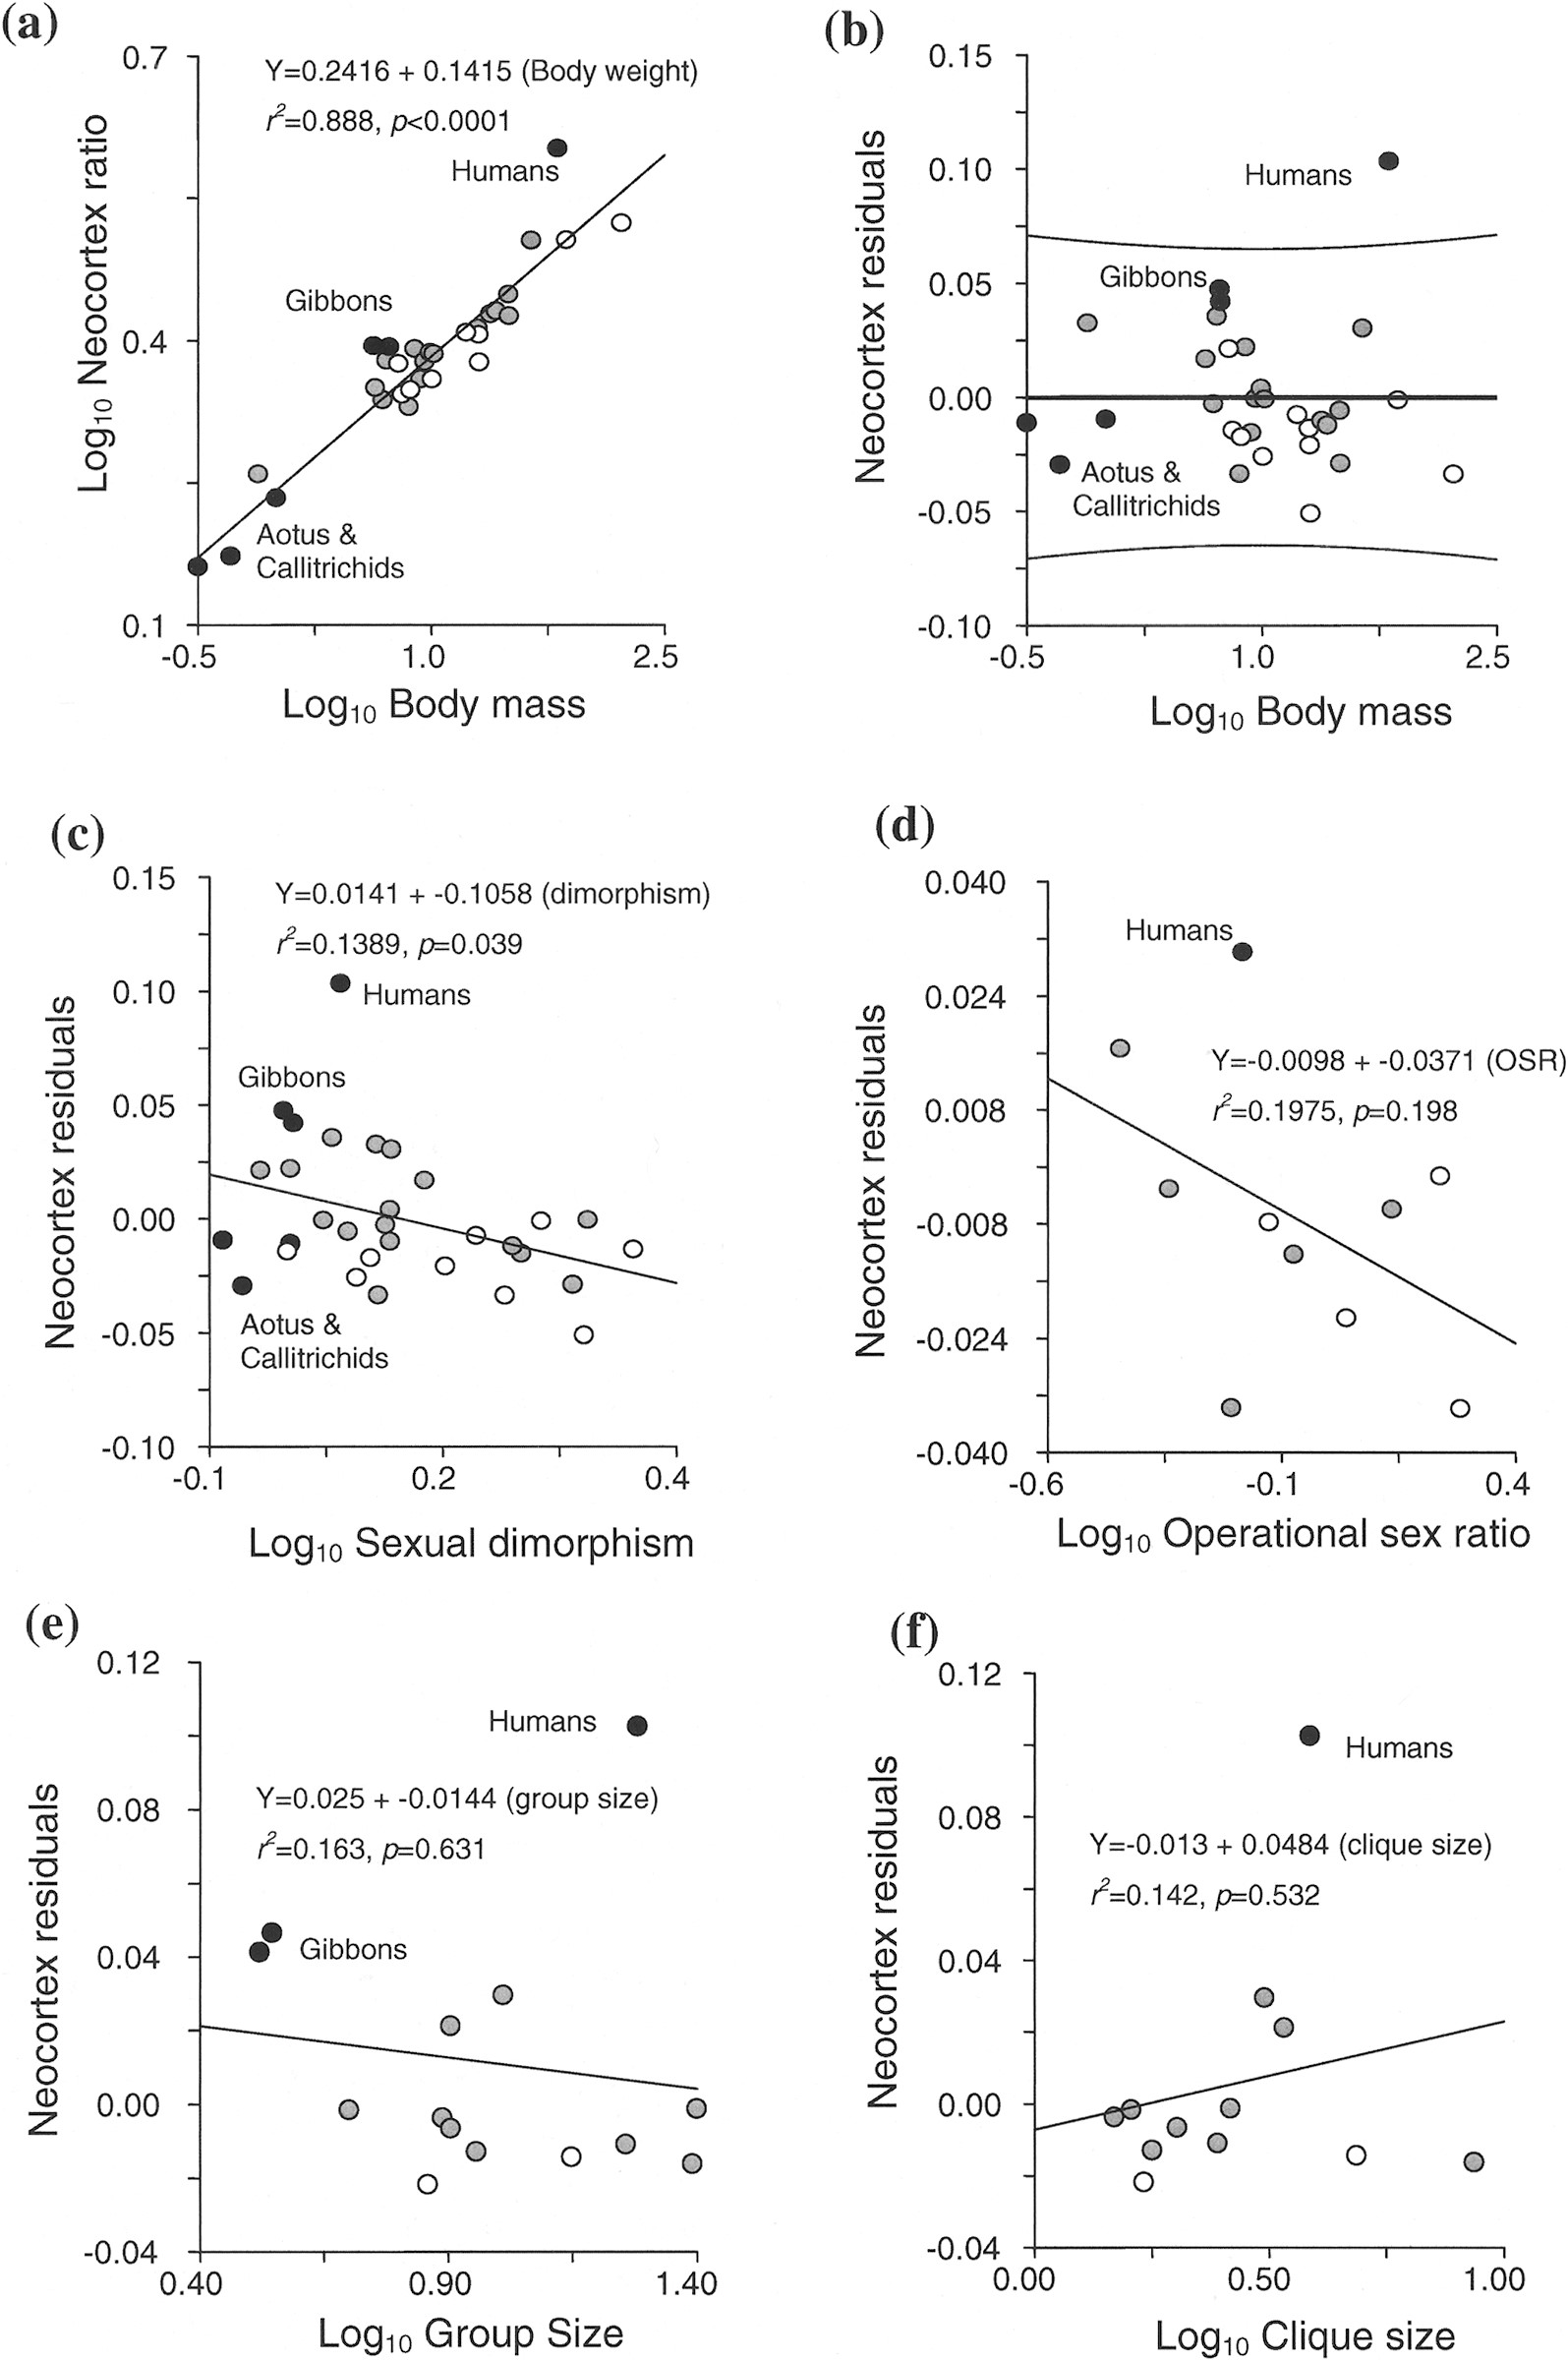 (a)
0.7
Y=0.2416 + 0.1415 (Body weight)
r²=0.888, p<0.0001
Humans
Gibbons
0.4
Aotus &
Callitrichids
0.1
-0.5 1.0 2.5
Log₁₀ Neocortex ratio
Log₁₀ Body mass
(b)
0.15
0.10
Humans
0.05
Gibbons
0.00
Aotus &
Callitrichids
-0.05
-0.10
-0.5 1.0 2.5
Neocortex residuals
Log₁₀ Body mass
(c)
0.15
Y=0.0141 + -0.1058 (dimorphism)
r²=0.1389, p=0.039
0.10
Humans
Gibbons
0.05
0.00
-0.05
Aotus &
Callitrichids
-0.10
-0.1 0.2 0.4
Neocortex residuals
Log₁₀ Sexual dimorphism
(d)
0.040
Humans
0.024
Y=-0.0098 + -0.0371 (OSR)
r²=0.1975, p=0.198
0.008
-0.008
-0.024
-0.040
-0.6 -0.1 0.4
Neocortex residuals
Log₁₀ Operational sex ratio
(e)
0.12
Humans
Y=0.025 + -0.0144 (group size)
0.08
r²=0.163, p=0.631
Gibbons
0.04
0.00
-0.04
0.40 0.90 1.40
Neocortex residuals
Log₁₀ Group Size
(f)
0.12
Humans
0.08
Y=-0.013 + 0.0484 (clique size)
r²=0.142, p=0.532
0.04
0.00
-0.04
0.00 0.50 1.00
Neocortex residuals
Log₁₀ Clique size